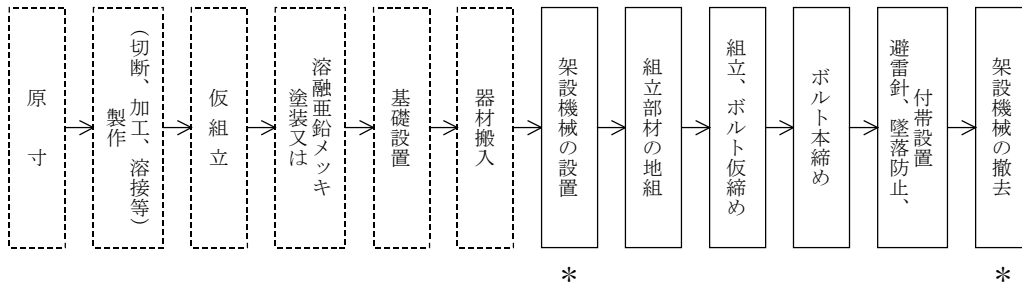 原寸
製作
(切断、加工、溶接等)
仮組立
塗装又は
溶融亜鉛メッキ
基礎設置
器材搬入
架設機械の設置
組立部材の地組
組立、ボルト仮締め
ボルト本締め
付帯設置
避雷針、墜落防止、
架設機械の撤去
*
*